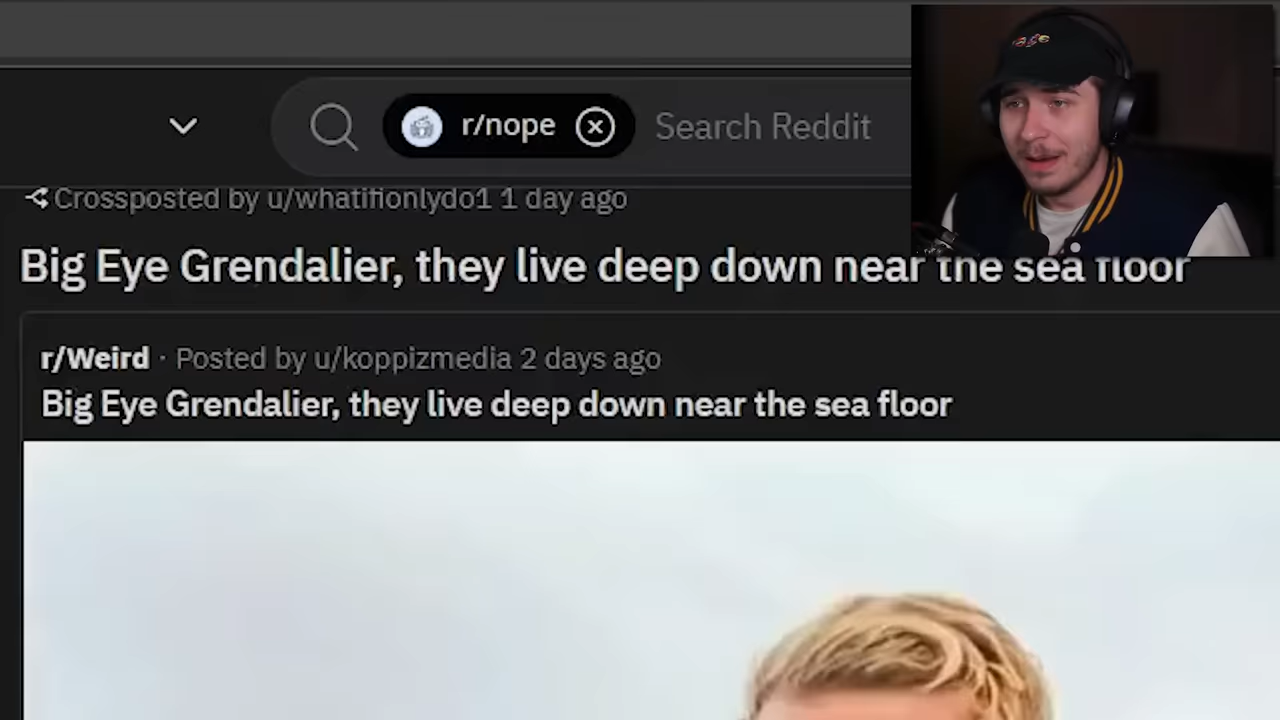 r/nope Search Reddit
Crossposted by u/whatifionlydo1 1 day ago
Big Eye Grendalier, they live deep down near the sea floor
r/Weird · Posted by u/koppizmedia 2 days ago
Big Eye Grendalier, they live deep down near the sea floor